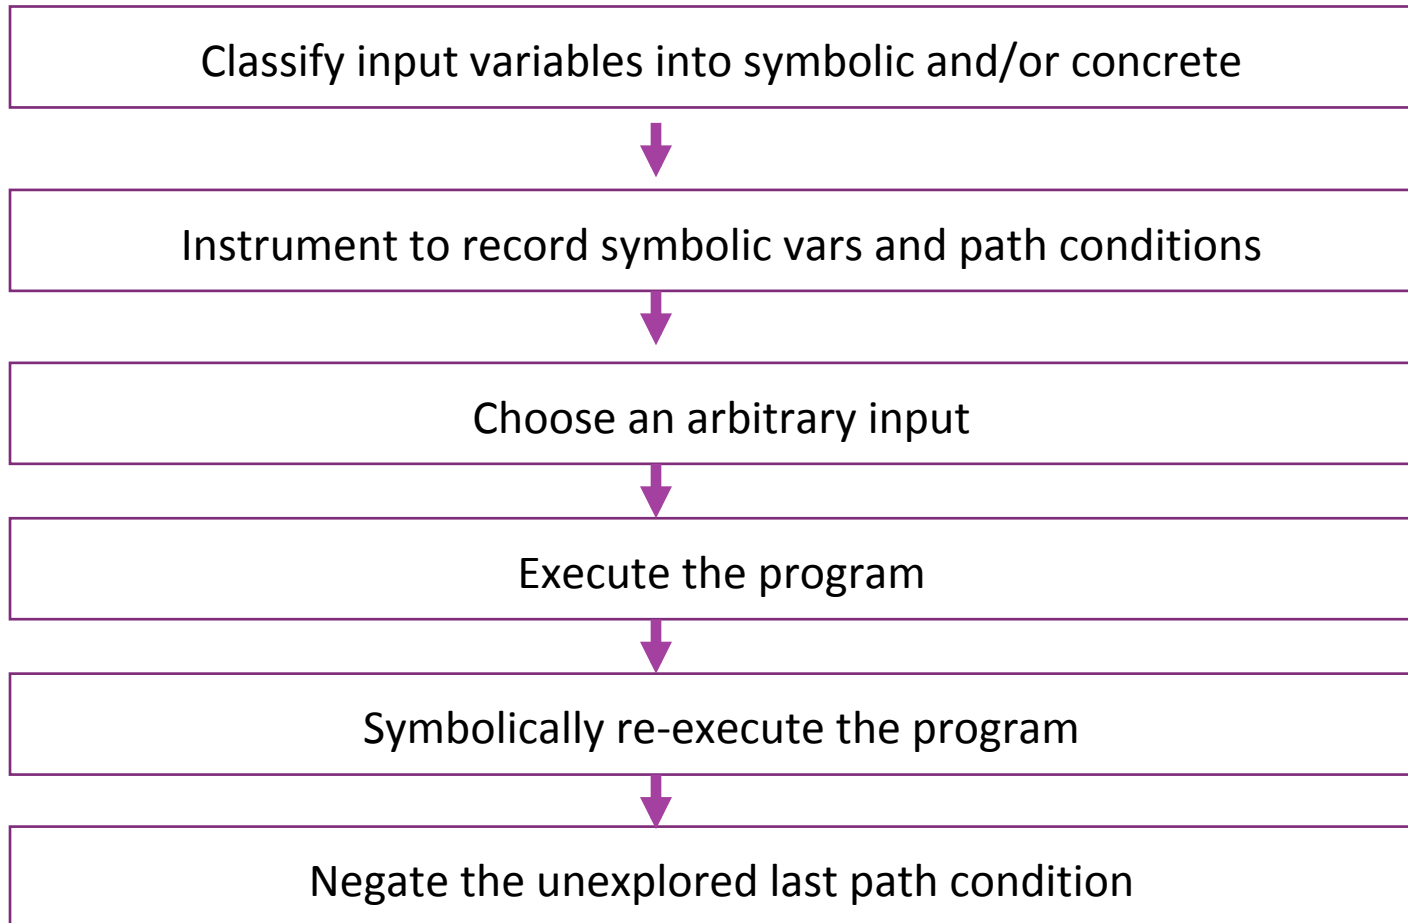 Classify input variables into symbolic and/or concrete
Instrument to record symbolic vars and path conditions
Choose an arbitrary input
Execute the program
Symbolically re-execute the program
Negate the unexplored last path condition